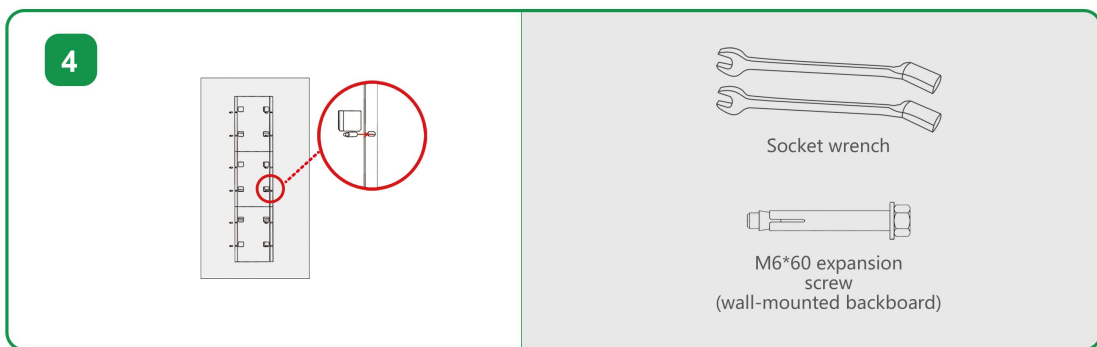 4
Socket wrench
M6*60 expansion
screw
(wall-mounted backboard)